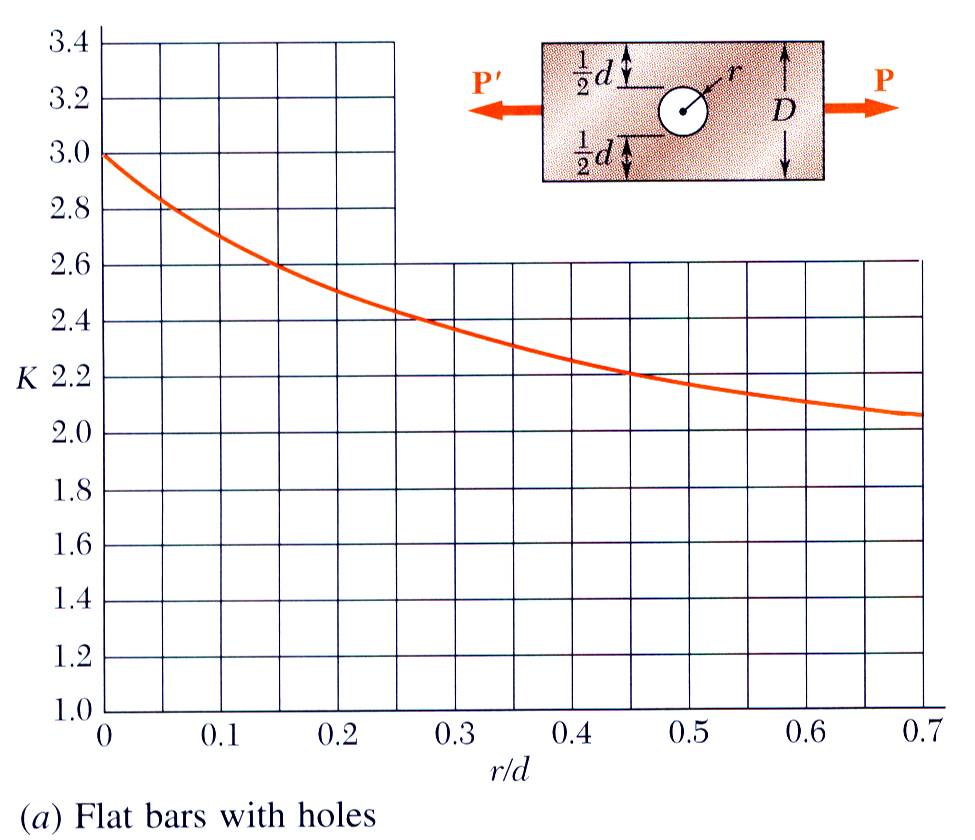 3.4
3.2
3.0
2.8
2.6
2.4
K 2.2
2.0
1.8
1.6
1.4
1.2
1.0
0 0.1 0.2 0.3 0.4 0.5 0.6 0.7
r/d
P′
½d
r
D
½d
P
(a) Flat bars with holes